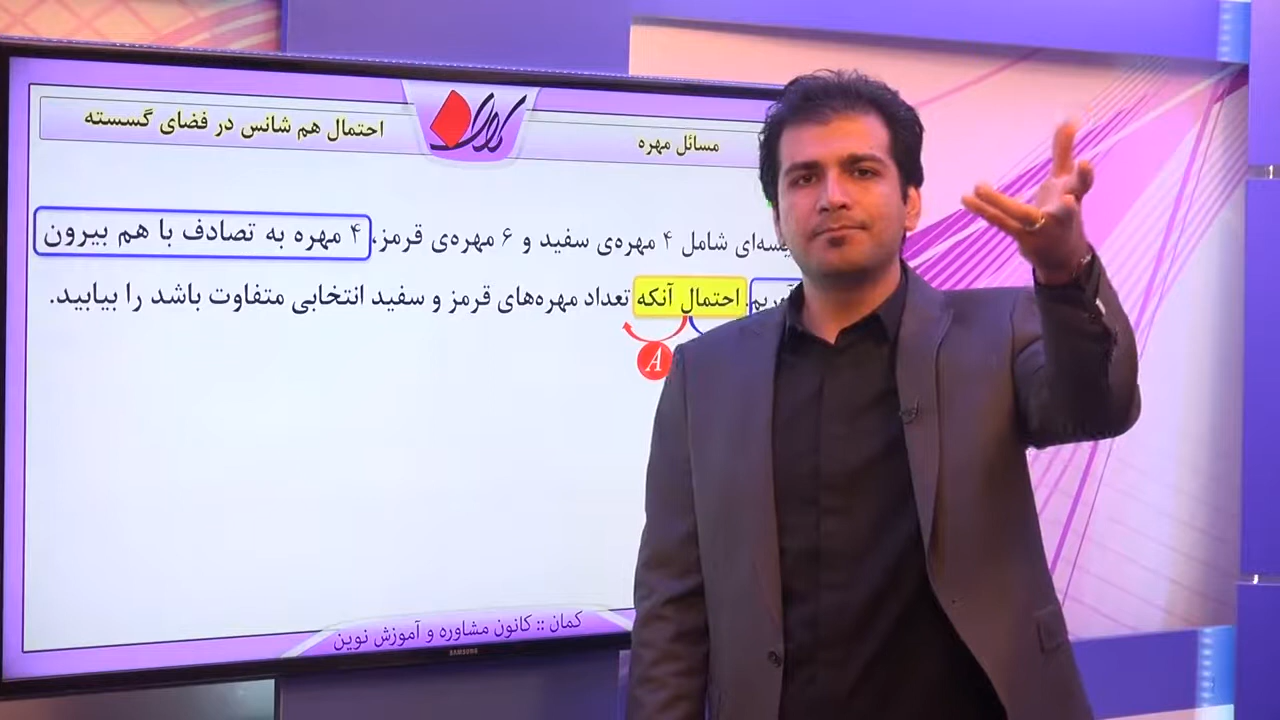 مسائل مهره
احتمال هم شانس در فضای گسسته
شامل ۴ مهره‌ی سفید و ۶ مهره‌ی قرمز، ۴ مهره به تصادف با هم بیرون
احتمال آنکه تعداد مهره‌های قرمز و سفید انتخابی متفاوت باشد را بیابید.
A
کمان :: کانون مشاوره و آموزش نوین
SAMSUNG